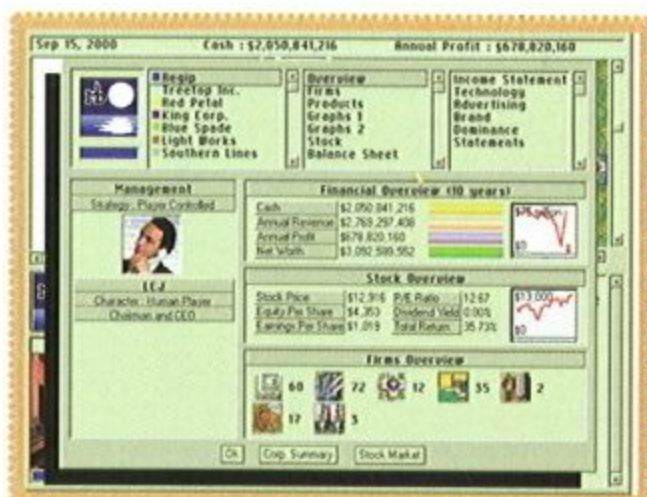 Sep 15, 2000 Cash : $2,050,841,216 Annual Profit : $678,820,160
Regip
Treetop Inc.
Red Petal
King Corp.
Blue Spade
Light Works
Southern Lines
Overview
Firms
Products
Graphs 1
Graphs 2
Stock
Balance Sheet
Income Statement
Technology
Advertising
Brand
Dominance
Statements
Management
Strategy : Player Controlled
LCJ
Character : Human Player
Chairman and CEO
Financial Overview (10 years)
Cash $2,050,841,216
Annual Revenue $2,769,297,408
Annual Profit $678,820,160
Net Worth $3,092,589,952
$0
Stock Overview
Stock Price $12,916 P/E Ratio 12.67
Equity Per Share $4,353 Dividend Yield 0.00%
Earnings Per Share $1,019 Total Return 35.73%
$13,000
$0
Firms Overview
60 72 12 35 2
12 3
Ok Corp. Summary Stock Market